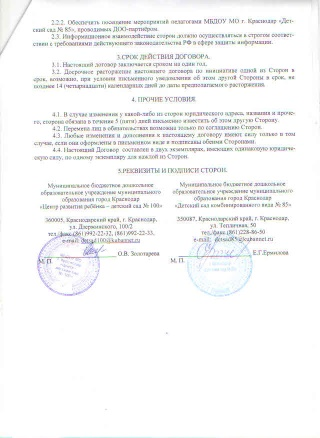 2.2.2. Обеспечить посещение мероприятий педагогами МБДОУ МО г. Краснодар «Дет-
ский сад № 85», проводимых ДОО-партнёром.
2.3. Информационное взаимодействие сторон должно осуществляться в строгом соответ-
ствии с требованиями действующего законодательства РФ в сфере защиты информации.
3.СРОК ДЕЙСТВИЯ ДОГОВОРА.
3.1. Настоящий договор заключается сроком на один год.
3.2. Досрочное расторжение настоящего договора по инициативе одной из Сторон в
срок, возможно, при условии письменного уведомления об этом другой Стороны в срок, не
позднее 14 (четырнадцати) календарных дней до даты предполагаемого расторжения.
4. ПРОЧИЕ УСЛОВИЯ.
4.1. В случае изменения у какой-либо из сторон юридического адреса, названия и проче-
го, сторона обязана в течение 5 (пяти) дней письменно известить об этом другую Сторону.
4.2. Перемена лиц в обязательствах возможна только по соглашению Сторон.
4.3. Любые изменения и дополнения к настоящему договору имеют силу только в том
случае, если они оформлены в письменном виде и подписаны обеими Сторонами.
4.4. Настоящий Договор составлен в двух экземплярах, имеющих одинаковую юридичес-
кую силу, по одному экземпляру для каждой из Сторон.
5.РЕКВИЗИТЫ И ПОДПИСИ СТОРОН.
Муниципальное бюджетное дошкольное
образовательное учреждение муниципального
образования город Краснодар
«Центр развития ребёнка – детский сад № 100»
360005, Краснодарский край, г. Краснодар,
ул. Дзержинского, 100/2
тел./факс (861)992-22-32, (861)992-22-33.
e-mail: detsad100@kubannet.ru
О.В. Золотарева
М. П.
Муниципальное бюджетное дошкольное
образовательное учреждение муниципального
образования город Краснодар
«Детский сад комбинированного вида № 85»
350087, Краснодарский край, г. Краснодар
ул. Тепличная, 50
тел./факс (861) 228-86-50
e-mail: detsad85@kubannet.ru
Е.Г.Ермилова
М. П.